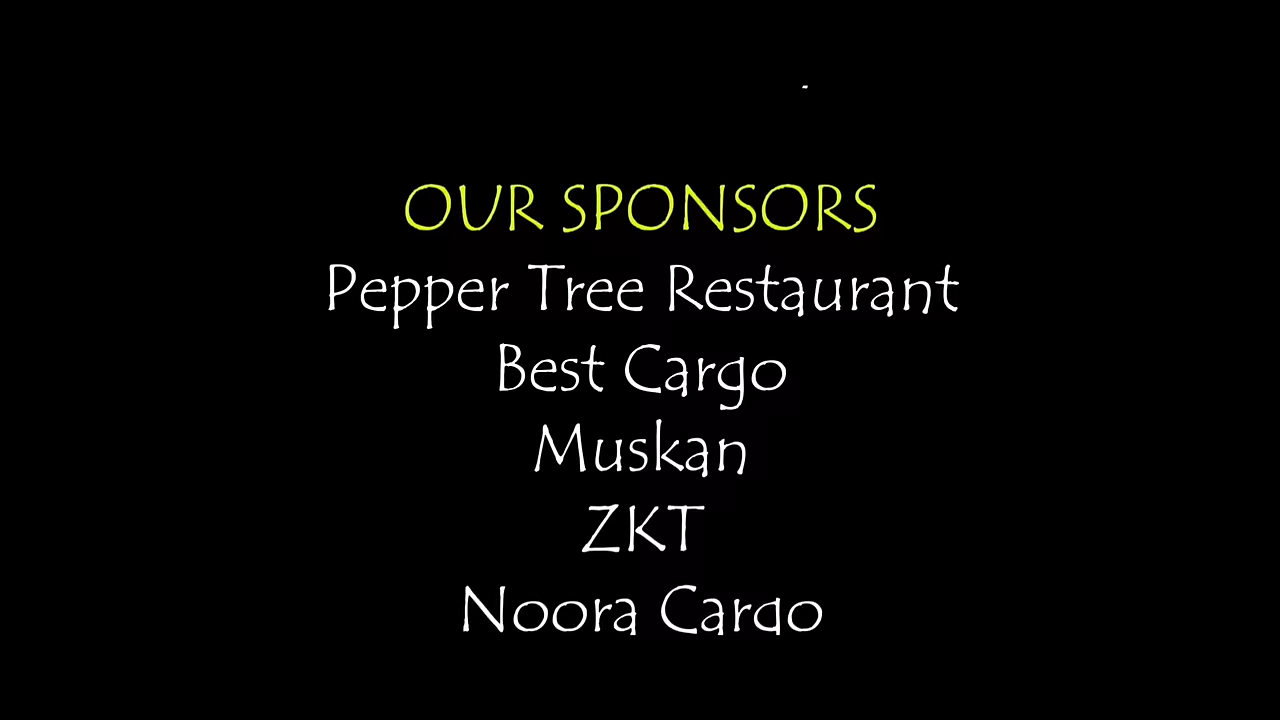 OUR SPONSORS
Pepper Tree Restaurant
Best Cargo
Muskan
ZKT
Noora Cargo